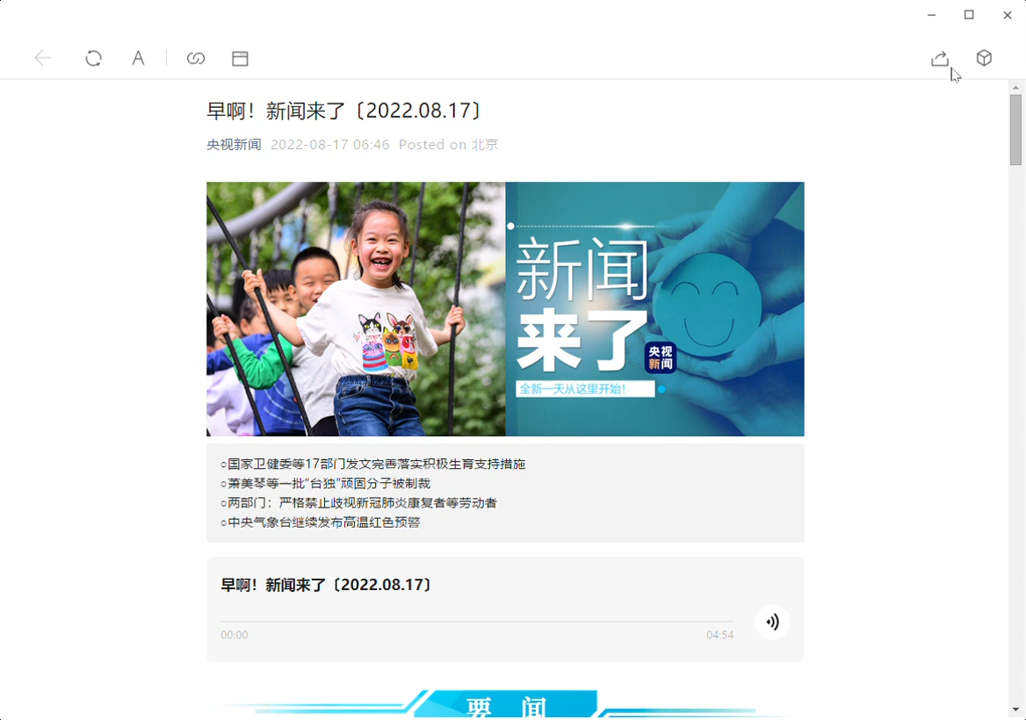 A
早啊！新闻来了〔2022.08.17〕
央视新闻 2022-08-17 06:46 Posted on 北京
新闻
来了
央视
新闻
全新一天从这里开始！
○国家卫健委等17部门发文完善落实积极生育支持措施
○萧美琴等一批“台独”顽固分子被制裁
○两部门：严格禁止歧视新冠肺炎康复者等劳动者
○中央气象台继续发布高温红色预警
早啊！新闻来了〔2022.08.17〕
00:00 04:54
要 闻